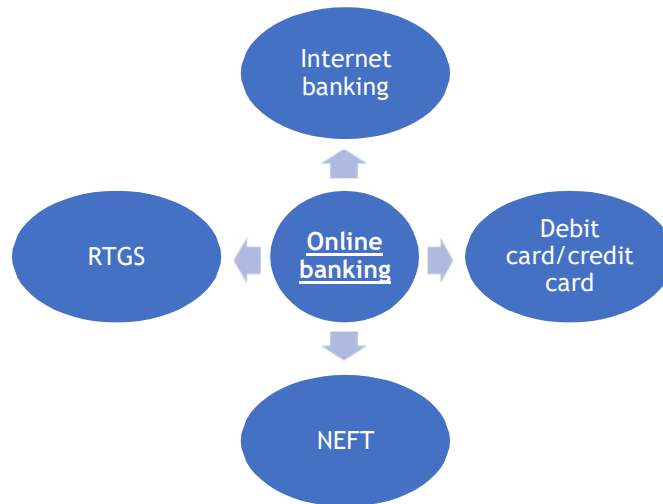 Internet
banking
RTGS
Online
banking
Debit
card/credit
card
NEFT